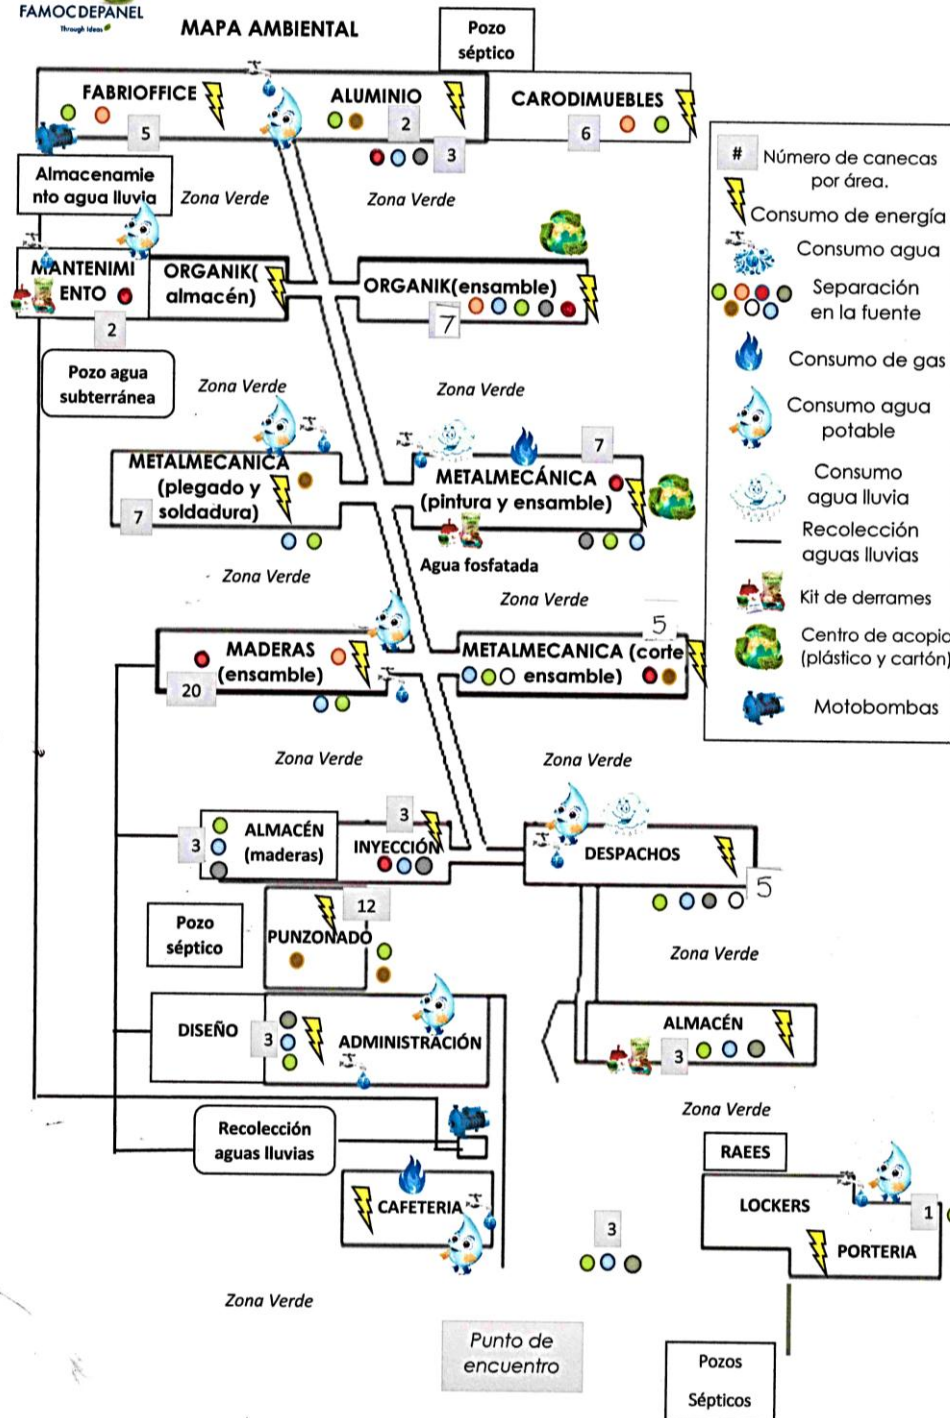 FAMOCDEPANEL
Through Ideas
MAPA AMBIENTAL
Pozo
séptico
FABRIOFFICE
5
ALUMINIO
2
3
CARODIMUEBLES
6
Almacenamie
nto agua lluvia
Zona Verde
Zona Verde
MANTENIMI
ENTO
2
ORGANIK(
almacén)
ORGANIK(ensamble)
7
Pozo agua
subterránea
Zona Verde
Zona Verde
METALMECANICA
(plegado y
soldadura)
7
7
METALMECÁNICA
(pintura y ensamble)
Agua fosfatada
Zona Verde
Zona Verde
MADERAS
(ensamble)
20
5
METALMECANICA (corte
ensamble)
Zona Verde
Zona Verde
3
ALMACÉN
(maderas)
3
INYECCIÓN
DESPACHOS
5
Pozo
séptico
12
PUNZONADO
Zona Verde
DISEÑO
3
ADMINISTRACIÓN
ALMACÉN
3
Zona Verde
Recolección
aguas lluvias
CAFETERIA
RAEES
LOCKERS
1
PORTERIA
3
Zona Verde
Punto de
encuentro
Pozos
Sépticos
# Número de canecas
por área.
Consumo de energía
Consumo agua
Separación
en la fuente
Consumo de gas
Consumo agua
potable
Consumo
agua lluvia
Recolección
aguas lluvias
Kit de derrames
Centro de acopio
(plástico y cartón)
Motobombas